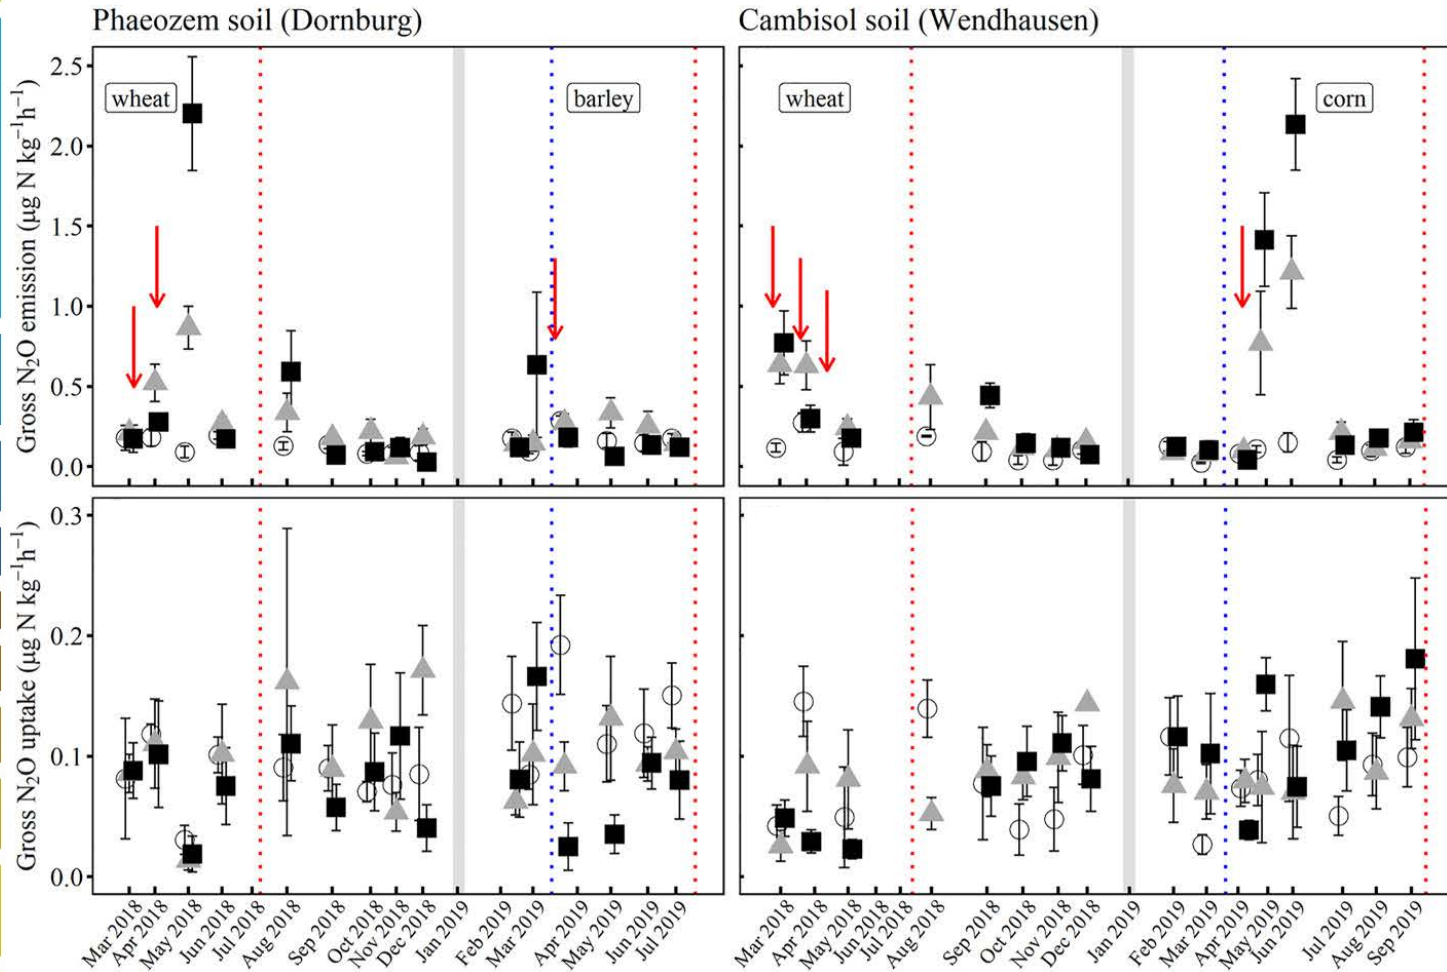 Phaeozem soil (Dornburg)
Cambisol soil (Wendhausen)
Gross N₂O emission (µg N kg⁻¹h⁻¹)
2.5
2.0
1.5
1.0
0.5
0.0
wheat
barley
wheat
corn
Gross N₂O uptake (µg N kg⁻¹h⁻¹)
0.3
0.2
0.1
0.0
Mar 2018
Apr 2018
May 2018
Jun 2018
Jul 2018
Aug 2018
Sep 2018
Oct 2018
Nov 2018
Dec 2018
Jan 2019
Feb 2019
Mar 2019
Apr 2019
May 2019
Jun 2019
Jul 2019
Mar 2018
Apr 2018
May 2018
Jun 2018
Jul 2018
Aug 2018
Sep 2018
Oct 2018
Nov 2018
Dec 2018
Jan 2019
Feb 2019
Mar 2019
Apr 2019
May 2019
Jun 2019
Jul 2019
Aug 2019
Sep 2019